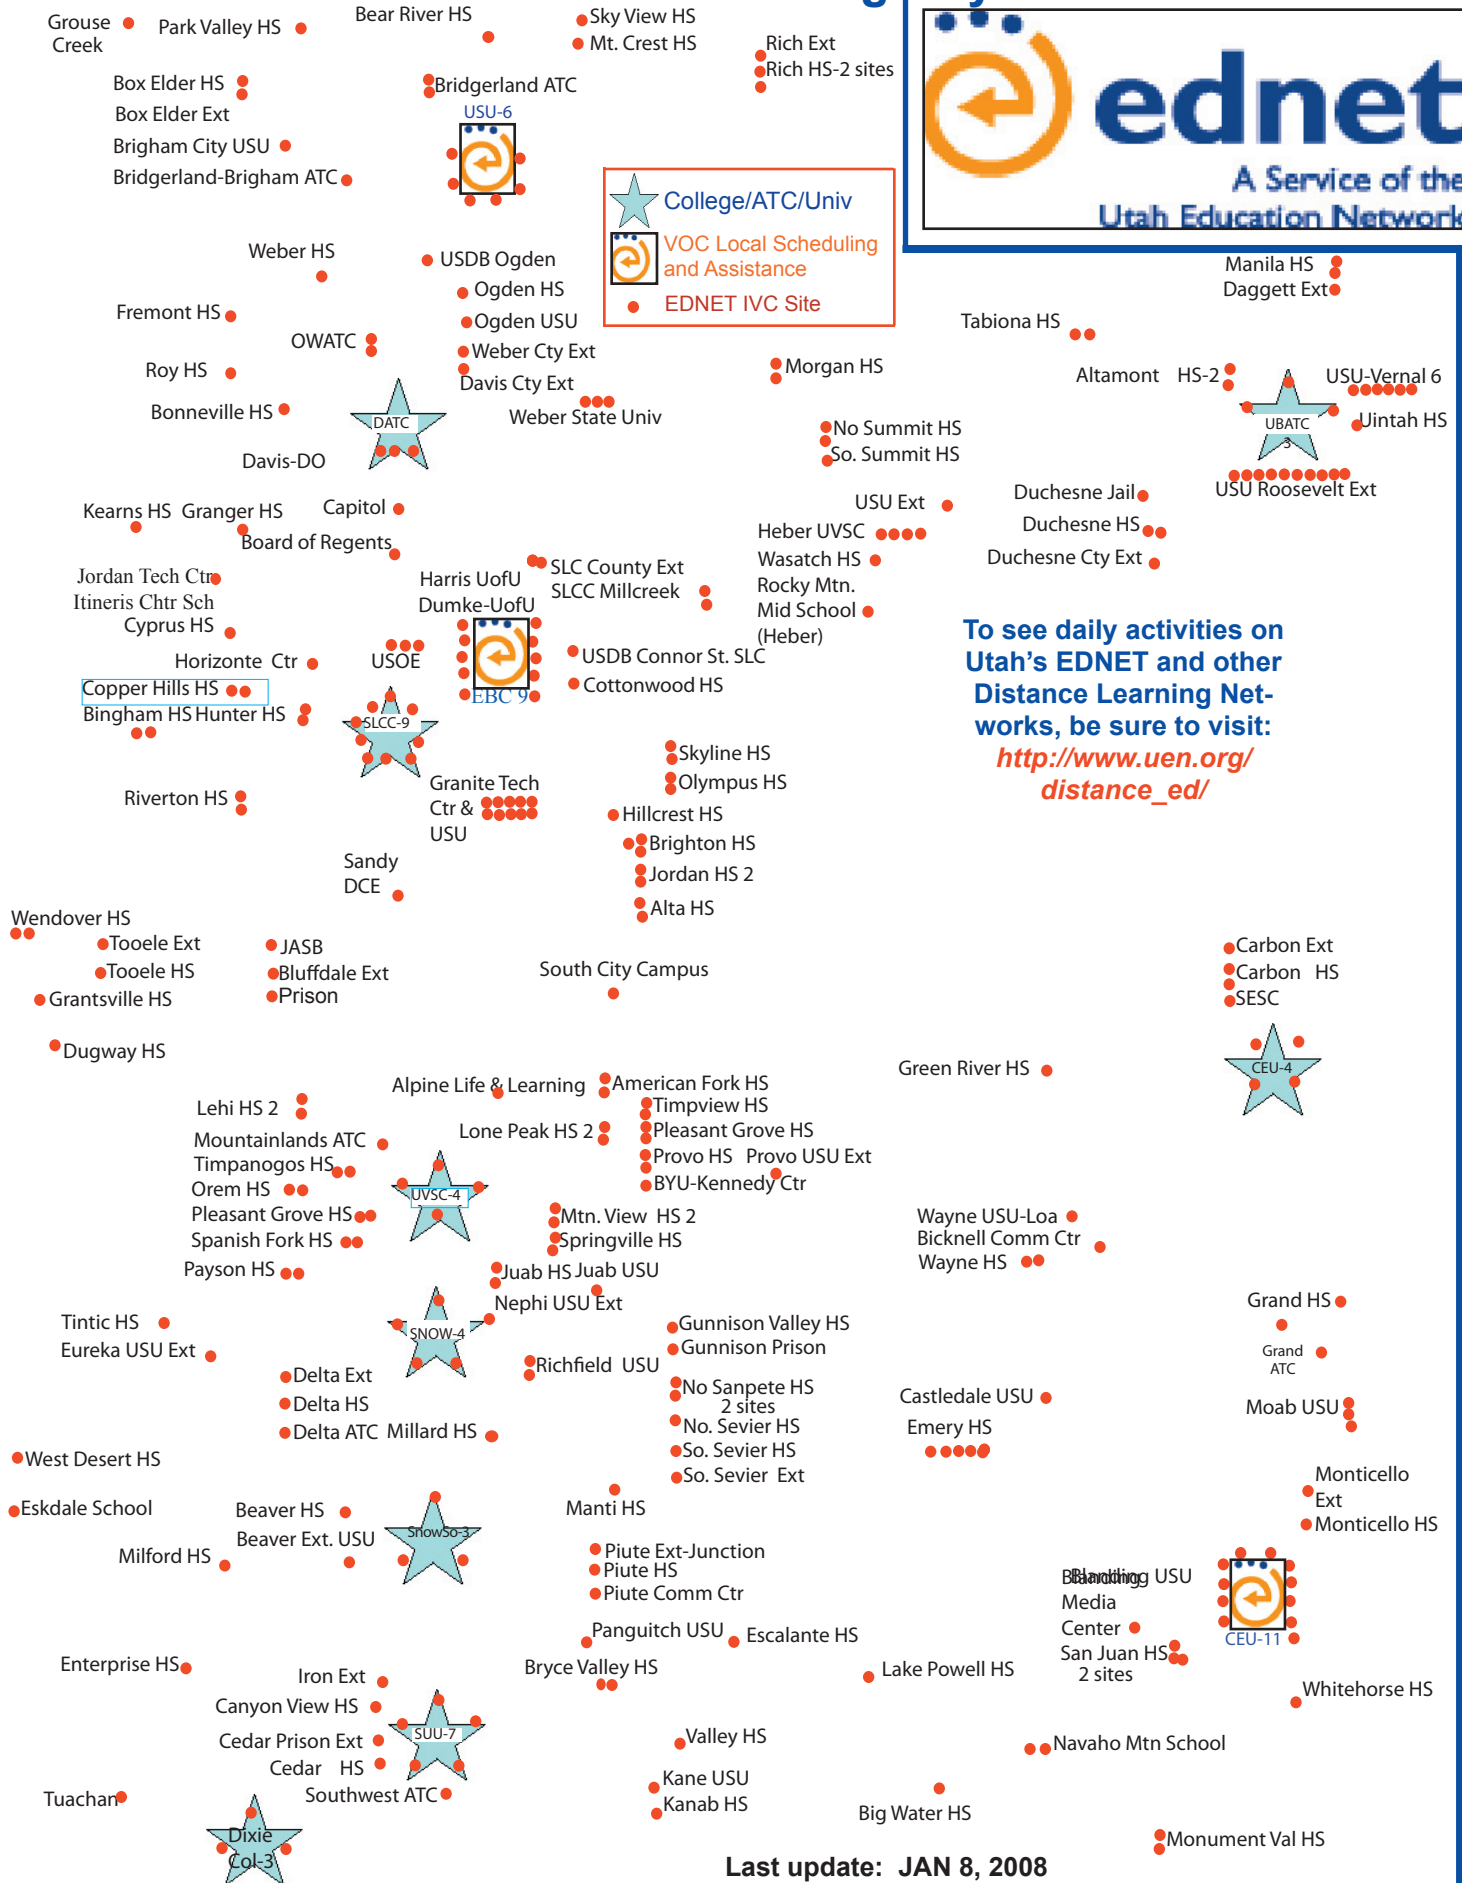 Grouse
Creek
Park Valley HS
Bear River HS
Sky View HS
Mt. Crest HS
Rich Ext
Rich HS-2 sites
ednet
A Service of the
Utah Education Network
Box Elder HS
Box Elder Ext
Brigham City USU
Bridgerland-Brigham ATC
Bridgerland ATC
USU-6
College/ATC/Univ
VOC Local Scheduling
and Assistance
EDNET IVC Site
Weber HS
Fremont HS
OWATC
Roy HS
Bonneville HS
DATC
Davis-DO
USDB Ogden
Ogden HS
Ogden USU
Weber Cty Ext
Davis Cty Ext
Weber State Univ
Morgan HS
No Summit HS
So. Summit HS
Manila HS
Daggett Ext
Tabiona HS
Altamont HS-2
USU-Vernal 6
UBATC
3
Uintah HS
USU Roosevelt Ext
Kearns HS Granger HS
Capitol
Board of Regents
USU Ext
Heber UVSC
Wasatch HS
Rocky Mtn.
Mid School
(Heber)
Duchesne Jail
Duchesne HS
Duchesne Cty Ext
Jordan Tech Ctr
Itineris Chtr Sch
Cyprus HS
Harris UofU
Dumke-UofU
SLC County Ext
SLCC Millcreek
Horizonte Ctr
USOE
EBC 9
USDB Connor St. SLC
Cottonwood HS
Copper Hills HS
Bingham HS Hunter HS
SLCC-9
To see daily activities on
Utah's EDNET and other
Distance Learning Net-
works, be sure to visit:
http://www.uen.org/
distance_ed/
Riverton HS
Granite Tech
Ctr &
USU
Skyline HS
Olympus HS
Hillcrest HS
Brighton HS
Jordan HS 2
Alta HS
Sandy
DCE
Wendover HS
Tooele Ext
Tooele HS
Grantsville HS
JASB
Bluffdale Ext
Prison
South City Campus
Carbon Ext
Carbon HS
SESC
CEU-4
Dugway HS
Green River HS
Alpine Life & Learning
American Fork HS
Timpview HS
Lehi HS 2
Lone Peak HS 2
Pleasant Grove HS
Mountainlands ATC
Provo HS Provo USU Ext
Timpanogos HS
BYU-Kennedy Ctr
Orem HS
UVSC-4
Pleasant Grove HS
Mtn. View HS 2
Spanish Fork HS
Springville HS
Payson HS
Juab HS Juab USU
Nephi USU Ext
Wayne USU-Loa
Bicknell Comm Ctr
Wayne HS
Tintic HS
Eureka USU Ext
SNOW-4
Gunnison Valley HS
Gunnison Prison
Grand HS
Grand
ATC
Moab USU
Delta Ext
Delta HS
Delta ATC Millard HS
Richfield USU
No Sanpete HS
2 sites
No. Sevier HS
So. Sevier HS
So. Sevier Ext
Castledale USU
Emery HS
West Desert HS
Eskdale School
Beaver HS
Beaver Ext. USU
Milford HS
SnowSo-3
Manti HS
Monticello
Ext
Monticello HS
Piute Ext-Junction
Piute HS
Piute Comm Ctr
Blanding USU
Blanding
Media
Center
CEU-11
San Juan HS
2 sites
Panguitch USU
Escalante HS
Enterprise HS
Iron Ext
Canyon View HS
Cedar Prison Ext
Cedar HS
Southwest ATC
SUU-7
Bryce Valley HS
Lake Powell HS
Whitehorse HS
Valley HS
Navaho Mtn School
Kane USU
Kanab HS
Big Water HS
Monument Val HS
Tuachan
Dixie
Col-3
Last update: JAN 8, 2008